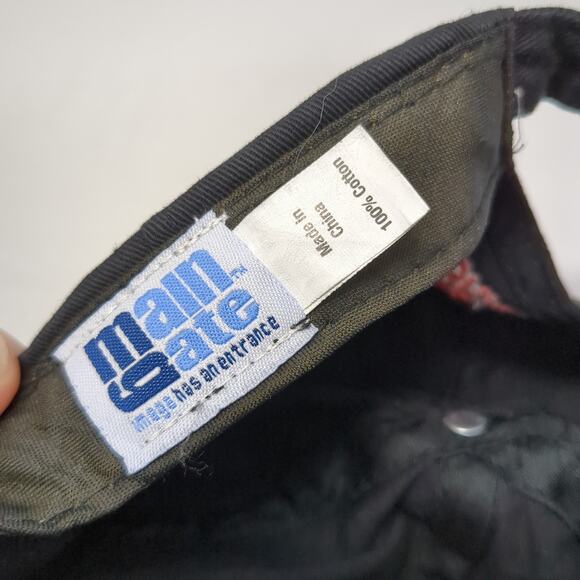 main
gate
™
image has an entrance
100% Cotton
Made in
China